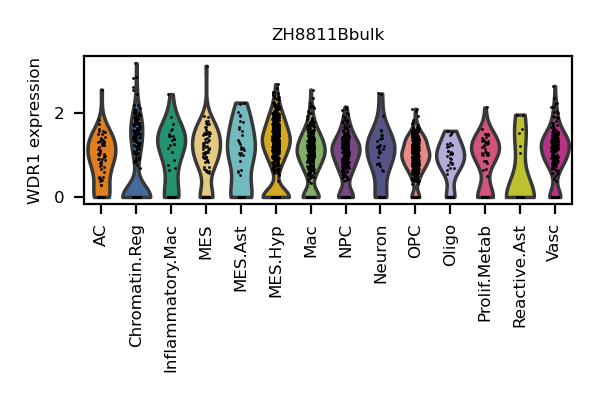 ZH8811Bbulk
WDR1 expression
2
0
AC
Chromatin.Reg
Inflammatory.Mac
MES
MES.Ast
MES.Hyp
Mac
NPC
Neuron
OPC
Oligo
Prolif.Metab
Reactive.Ast
Vasc